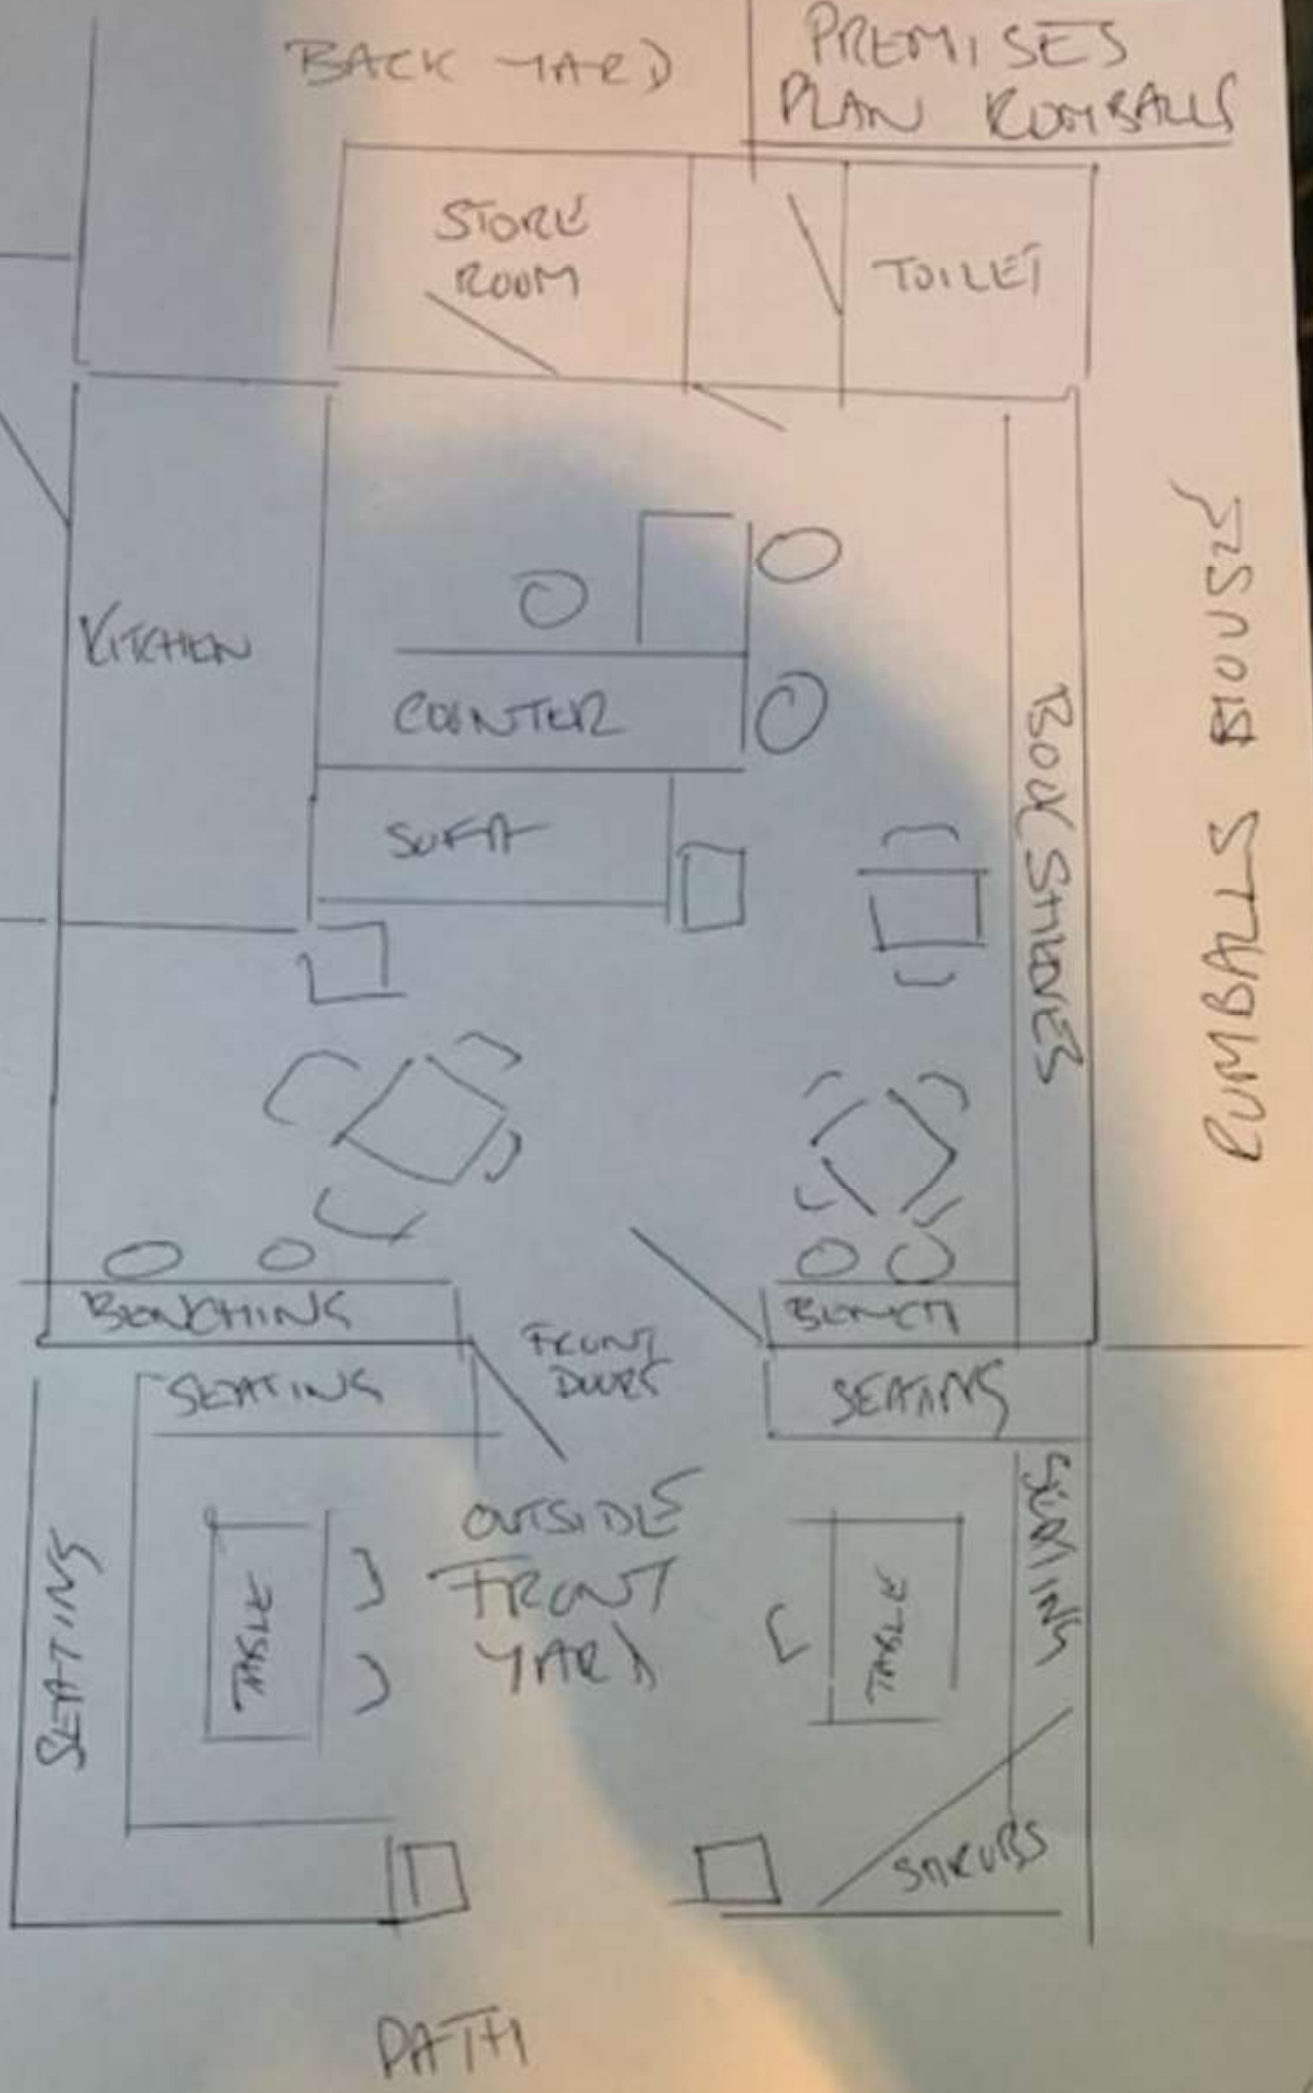 BACK YARD
PREMISES
PLAN RUMBALLS
STORE
ROOM
TOILET
KITCHEN
COUNTER
SOFA
BOOK SHELVES
RUMBALLS
BENCHING
BENCH
FRONT
DOORS
SEATING
SEATING
SEATING
SEATING
OUTSIDE
FRONT
YARD
TABLE
TABLE
SHRUBS
PATH